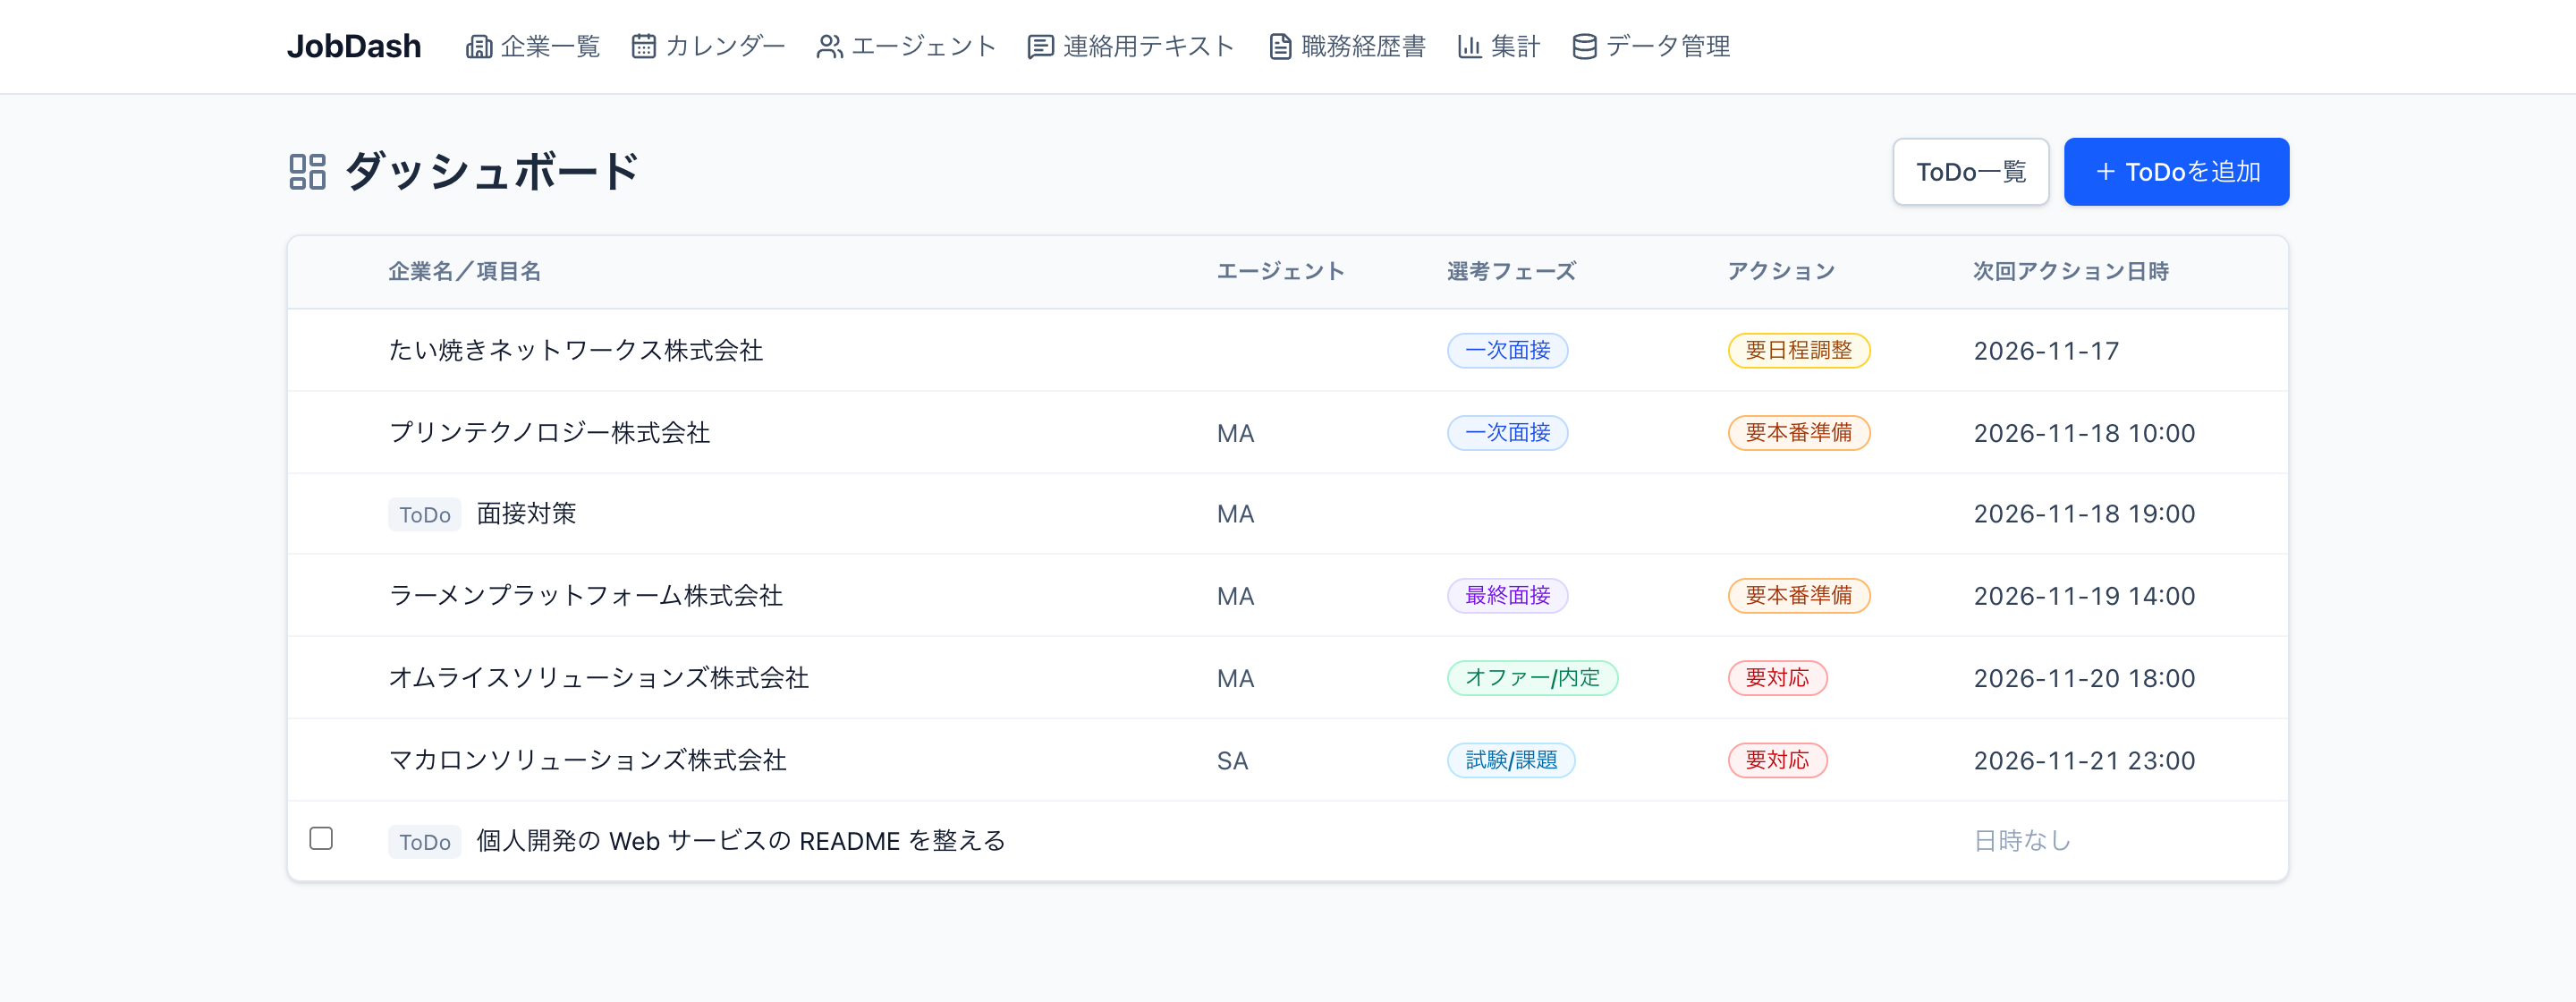 JobDash 企業一覧 カレンダー エージェント 連絡用テキスト 職務経歴書 集計 データ管理
ダッシュボード ToDo一覧 + ToDoを追加
企業名／項目名 エージェント 選考フェーズ アクション 次回アクション日時
たい焼きネットワークス株式会社 一次面接 要日程調整 2026-11-17
プリンテクノロジー株式会社 MA 一次面接 要本番準備 2026-11-18 10:00
ToDo 面接対策 MA 2026-11-18 19:00
ラーメンプラットフォーム株式会社 MA 最終面接 要本番準備 2026-11-19 14:00
オムライスソリューションズ株式会社 MA オファー/内定 要対応 2026-11-20 18:00
マカロンソリューションズ株式会社 SA 試験/課題 要対応 2026-11-21 23:00
ToDo 個人開発の Web サービスの README を整える 日時なし